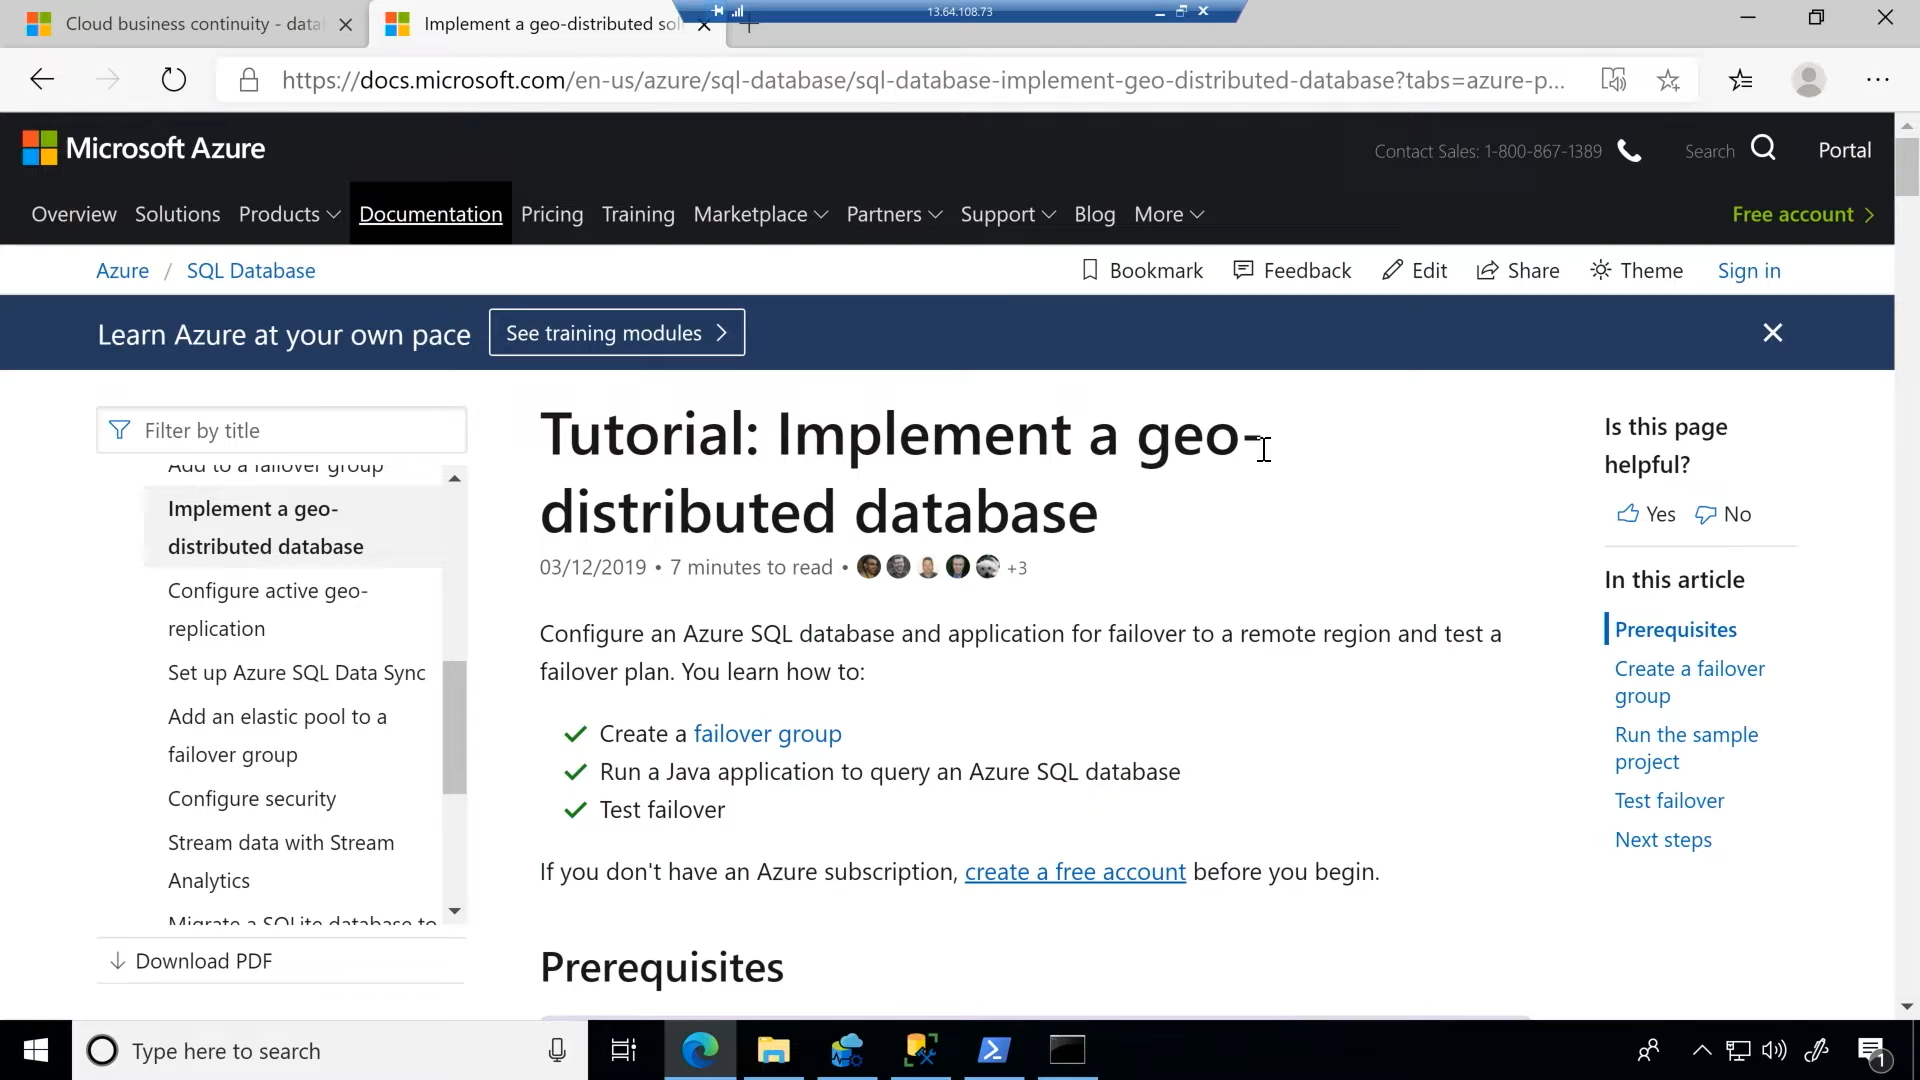 Cloud business continuity - data
Implement a geo-distributed sol
13.64.108.73
https://docs.microsoft.com/en-us/azure/sql-database/sql-database-implement-geo-distributed-database?tabs=azure-p...
Microsoft Azure
Contact Sales: 1-800-867-1389
Search
Portal
Overview
Solutions
Products
Documentation
Pricing
Training
Marketplace
Partners
Support
Blog
More
Free account
Azure / SQL Database
Bookmark
Feedback
Edit
Share
Theme
Sign in
Learn Azure at your own pace
See training modules
Filter by title
Add to a failover group
Implement a geo-
distributed database
Configure active geo-
replication
Set up Azure SQL Data Sync
Add an elastic pool to a
failover group
Configure security
Stream data with Stream
Analytics
Migrate a SQLite database to
Download PDF
Tutorial: Implement a geo-
distributed database
03/12/2019 • 7 minutes to read • +3
Configure an Azure SQL database and application for failover to a remote region and test a
failover plan. You learn how to:
Create a failover group
Run a Java application to query an Azure SQL database
Test failover
If you don't have an Azure subscription, create a free account before you begin.
Prerequisites
Is this page
helpful?
Yes
No
In this article
Prerequisites
Create a failover
group
Run the sample
project
Test failover
Next steps
Type here to search
1